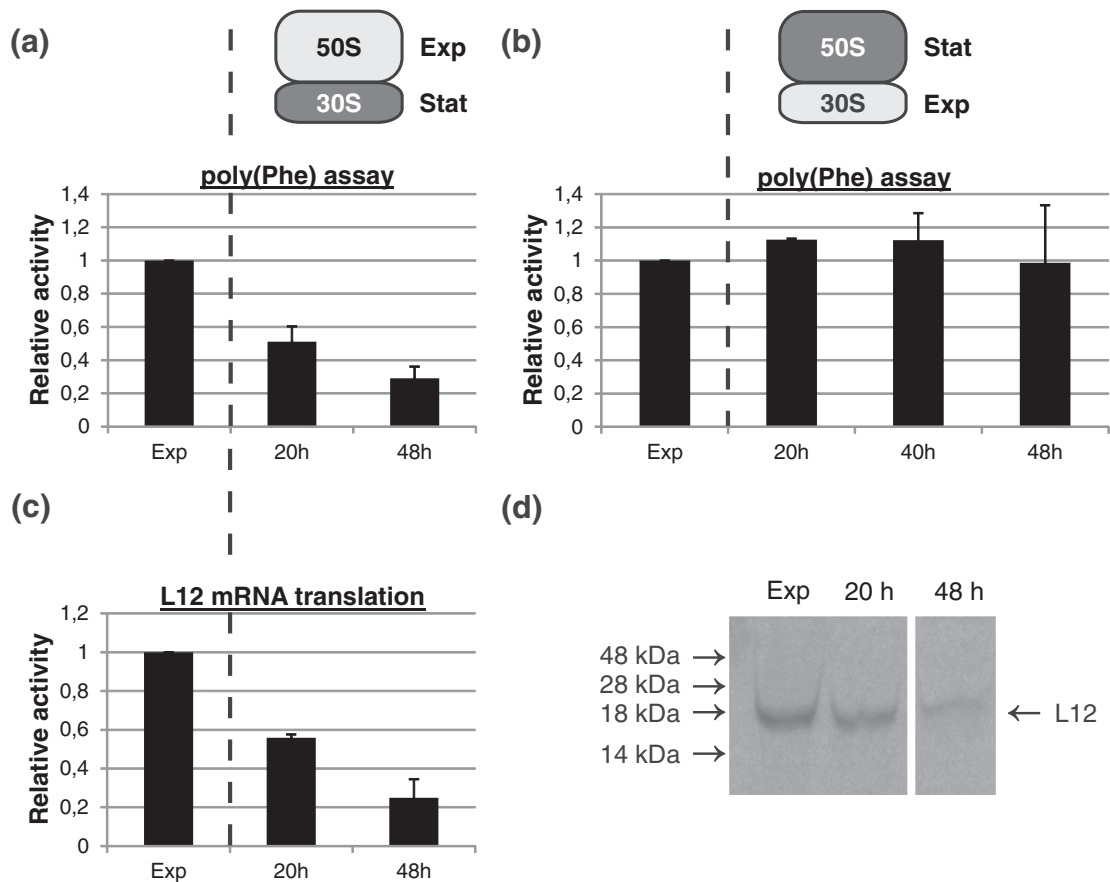 (a)
50S Exp
30S Stat
poly(Phe) assay
Relative activity
1,4
1,2
1
0,8
0,6
0,4
0,2
0
Exp 20h 48h
(b)
50S Stat
30S Exp
poly(Phe) assay
Relative activity
1,4
1,2
1
0,8
0,6
0,4
0,2
0
Exp 20h 40h 48h
(c)
L12 mRNA translation
Relative activity
1,2
1
0,8
0,6
0,4
0,2
0
Exp 20h 48h
(d)
Exp 20 h 48 h
48 kDa →
28 kDa →
18 kDa → ← L12
14 kDa →